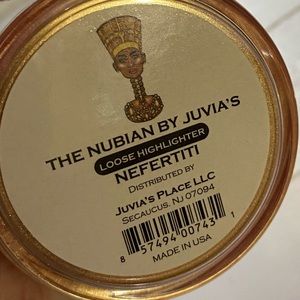 THE NUBIAN BY JUVIA'S
LOOSE HIGHLIGHTER
NEFERTITI
DISTRIBUTED BY
JUVIA'S PLACE LLC
SECAUCUS, NJ 07094
8 57494 00743 1
MADE IN USA